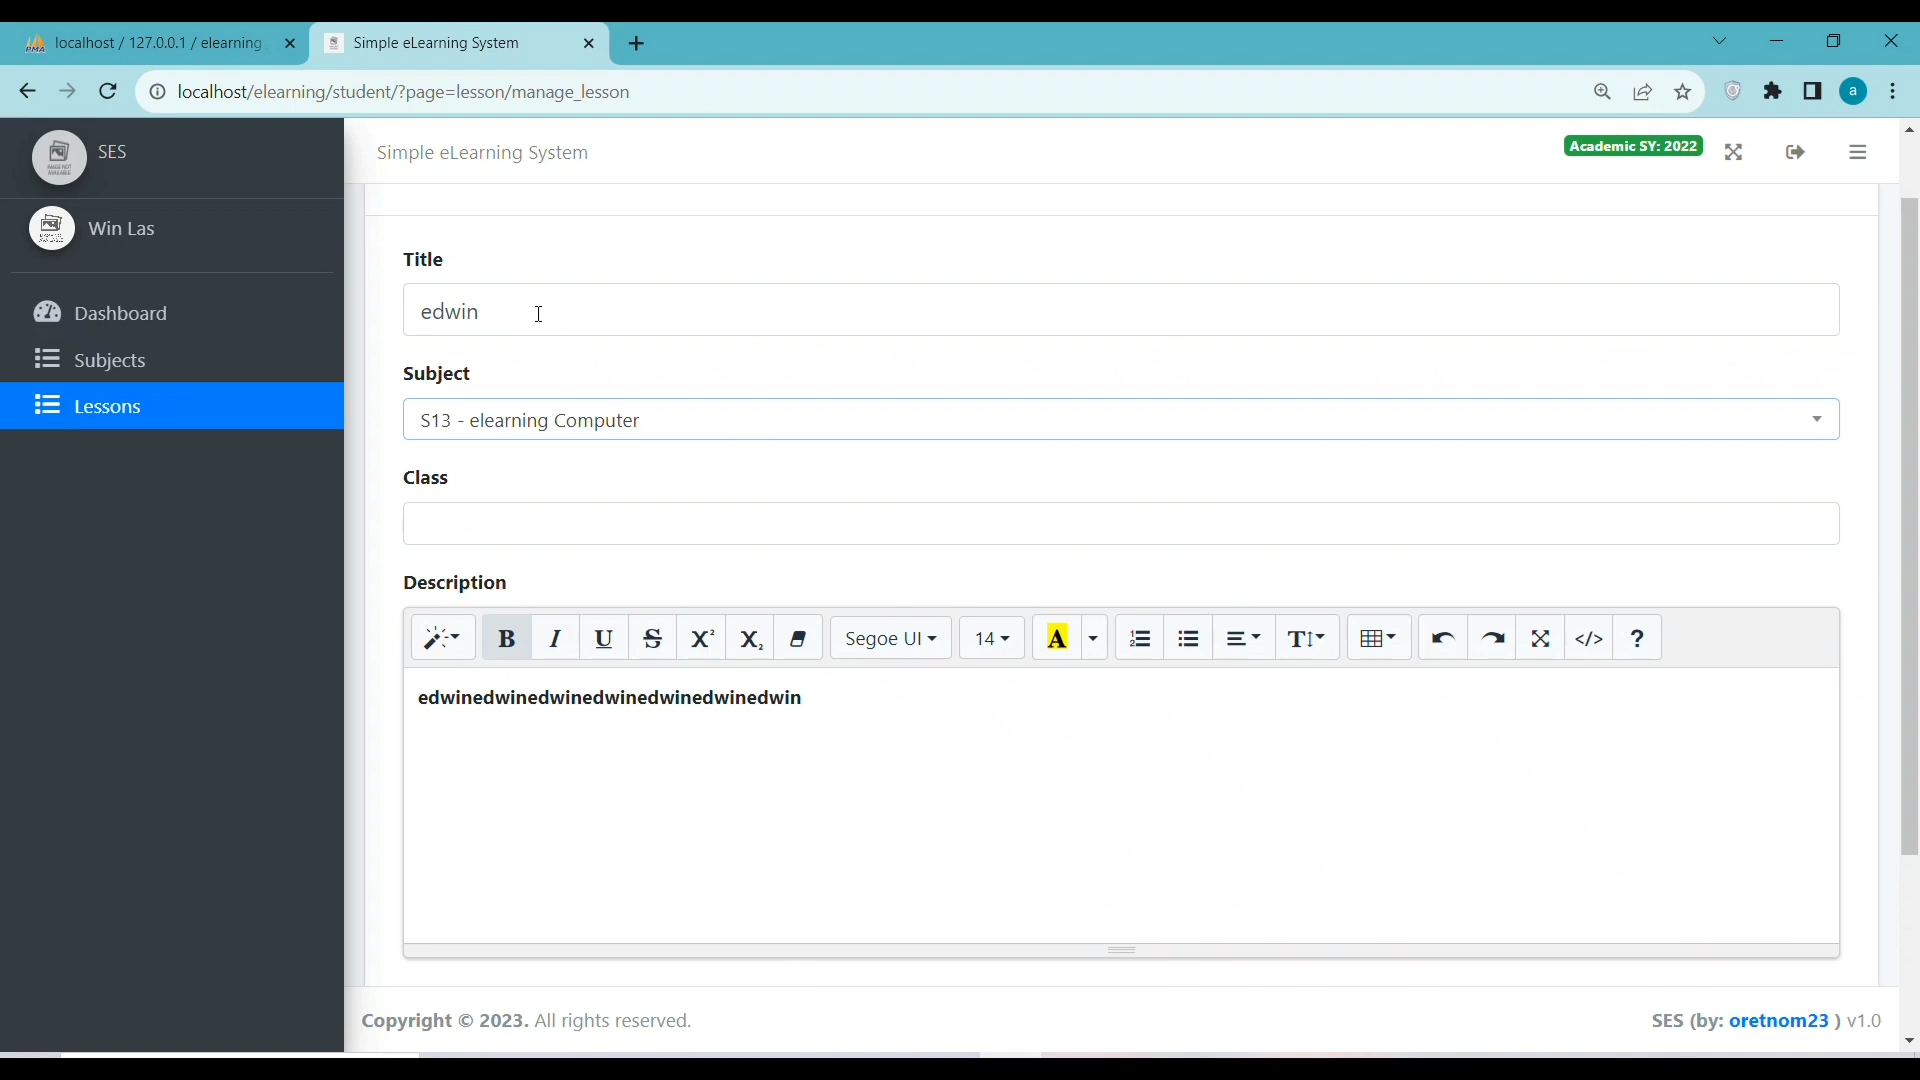 localhost / 127.0.0.1 / elearning
Simple eLearning System
localhost/elearning/student/?page=lesson/manage_lesson
a
SES
Simple eLearning System
Academic SY: 2022
Win Las
Dashboard
Subjects
Lessons
Title
edwin
Subject
S13 - elearning Computer
Class
Description
B I U S X² X₂ Segoe UI 14 A T </> ?
edwinedwinedwinedwinedwinedwinedwin
Copyright © 2023. All rights reserved.
SES (by: oretnom23 ) v1.0